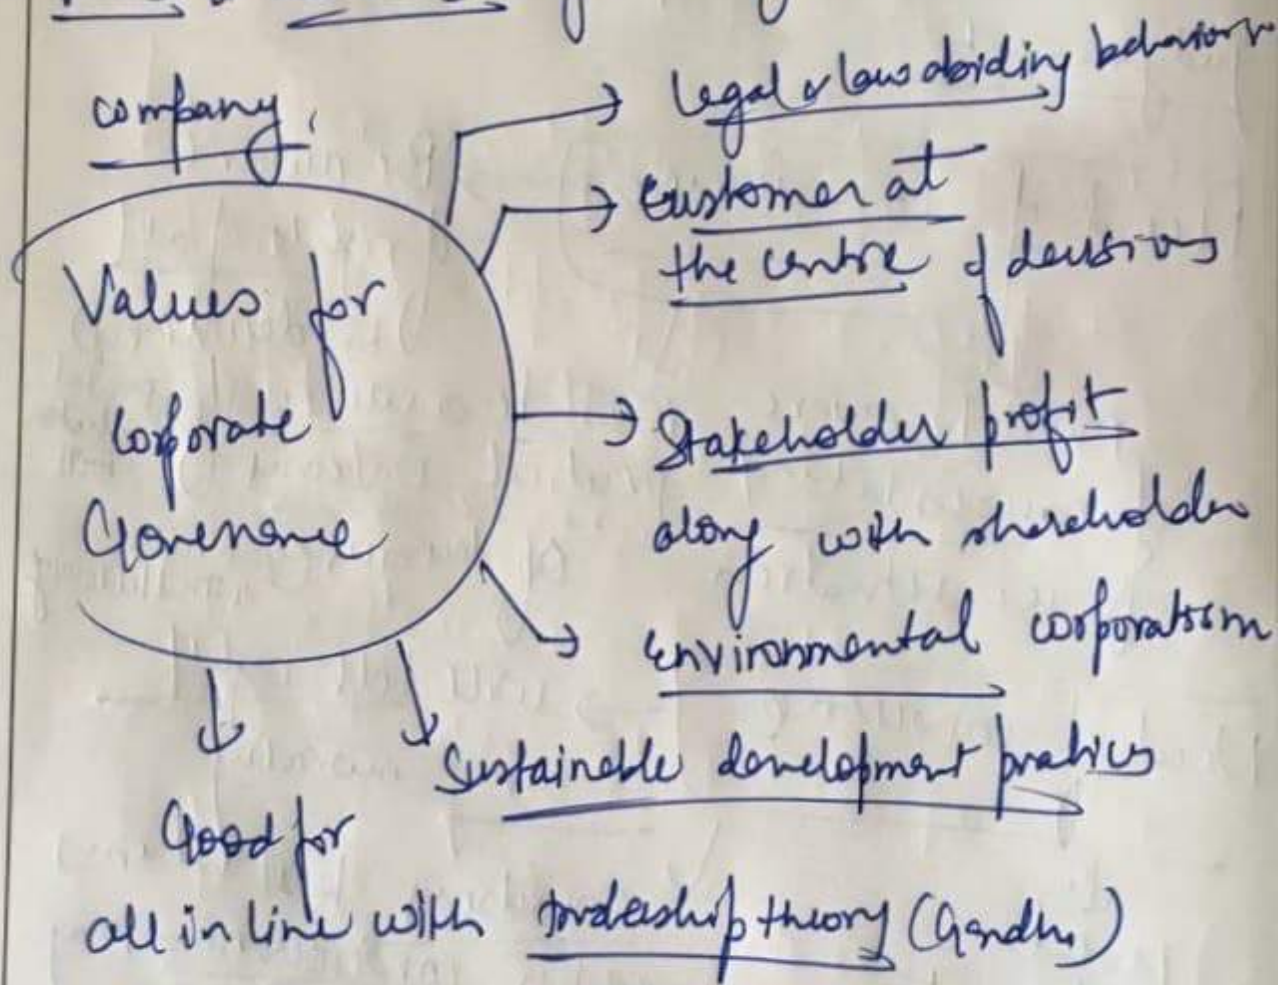 company.
Values for
Corporate
Governance
Legal & law abiding behaviour
Customer at
the centre of decisions
Stakeholder profit
along with shareholder
Environmental corporatism
Sustainable development practices
Good for
all in line with trusteeship theory (Gandhi)